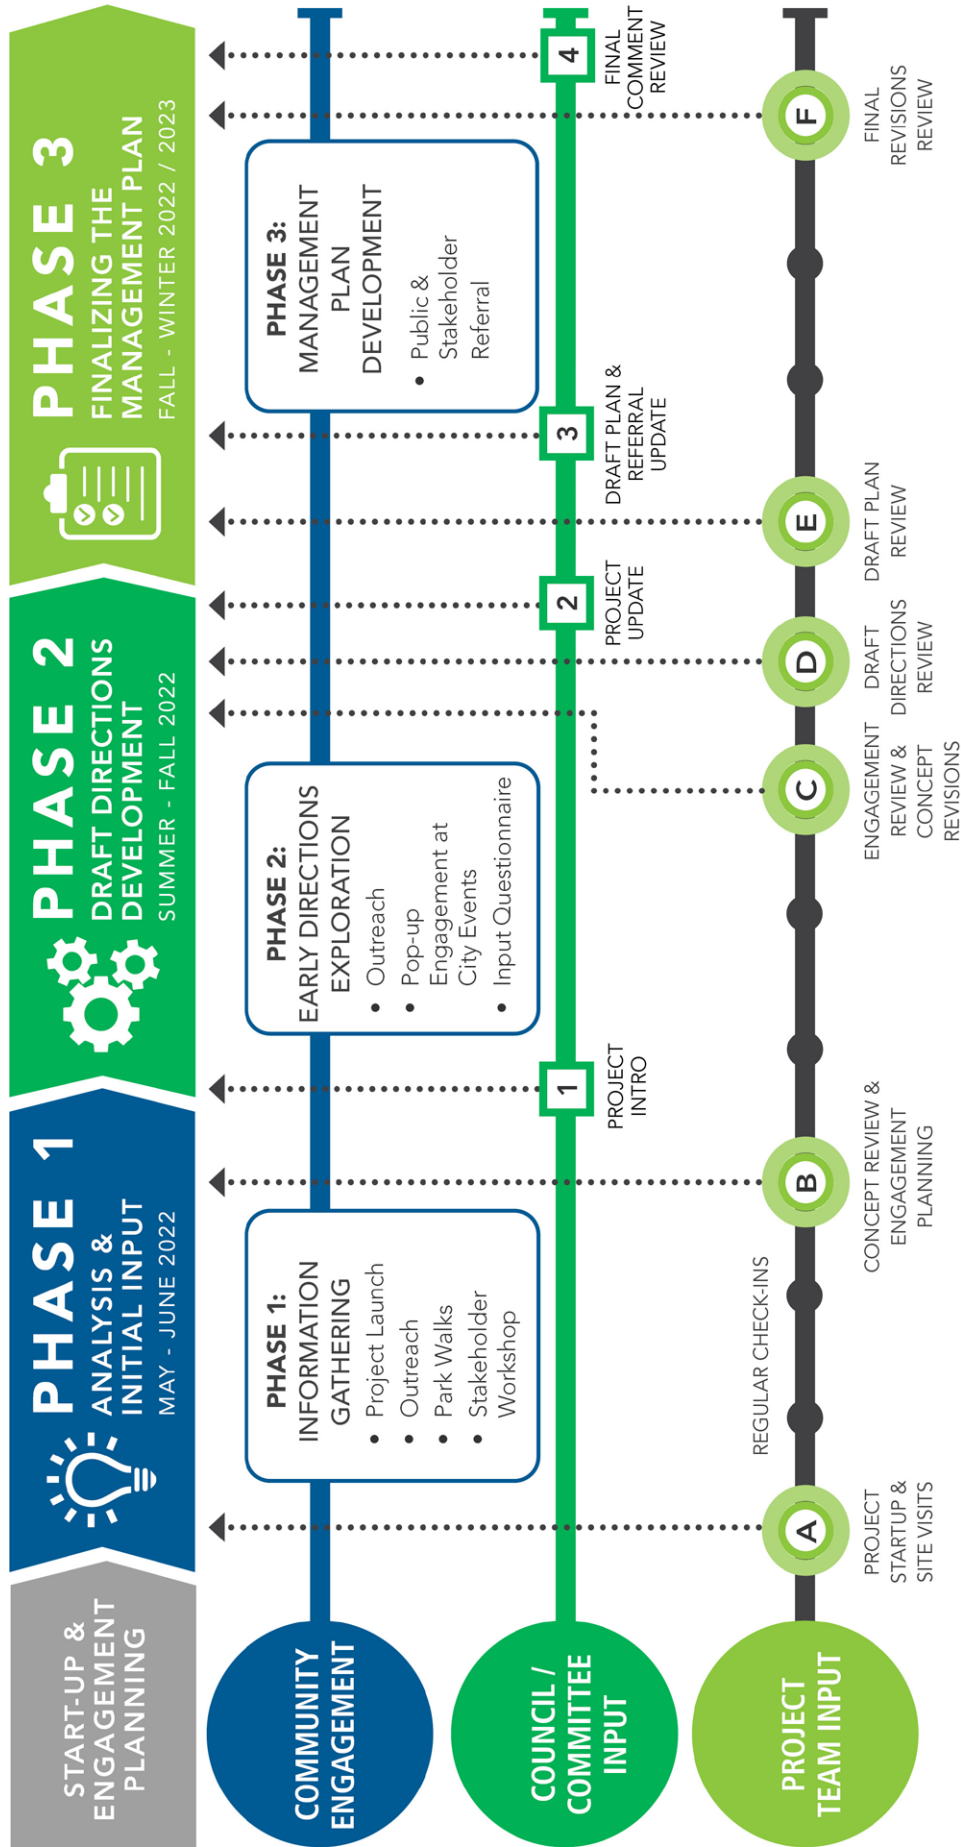 START-UP &
ENGAGEMENT
PLANNING
PHASE 1
ANALYSIS &
INITIAL INPUT
MAY - JUNE 2022
PHASE 2
DRAFT DIRECTIONS
DEVELOPMENT
SUMMER - FALL 2022
PHASE 3
FINALIZING THE
MANAGEMENT PLAN
FALL - WINTER 2022 / 2023
COMMUNITY
ENGAGEMENT
PHASE 1:
INFORMATION
GATHERING
• Project Launch
• Outreach
• Park Walks
• Stakeholder
Workshop
PHASE 2:
EARLY DIRECTIONS
EXPLORATION
• Outreach
• Pop-up
Engagement at
City Events
• Input Questionnaire
PHASE 3:
MANAGEMENT
PLAN
DEVELOPMENT
• Public &
Stakeholder
Referral
COUNCIL /
COMMITTEE
INPUT
1
PROJECT
INTRO
2
PROJECT
UPDATE
3
DRAFT PLAN &
REFERRAL
UPDATE
4
FINAL
COMMENT
REVIEW
PROJECT
TEAM INPUT
A
PROJECT
STARTUP &
SITE VISITS
REGULAR CHECK-INS
B
CONCEPT REVIEW &
ENGAGEMENT
PLANNING
C
ENGAGEMENT
REVIEW &
CONCEPT
REVISIONS
D
DRAFT
DIRECTIONS
REVIEW
E
DRAFT PLAN
REVIEW
F
FINAL
REVISIONS
REVIEW